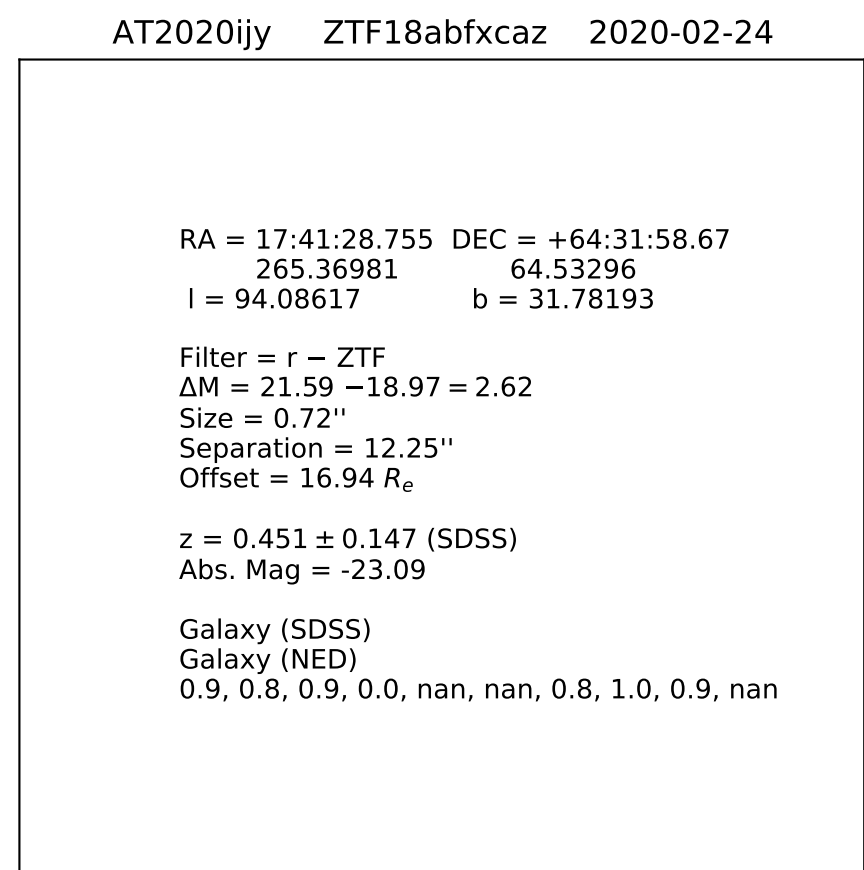 AT2020ijy ZTF18abfxcaz 2020-02-24
RA = 17:41:28.755 DEC = +64:31:58.67
265.36981 64.53296
l = 94.08617 b = 31.78193
Filter = r − ZTF
ΔM = 21.59 −18.97 = 2.62
Size = 0.72''
Separation = 12.25''
Offset = 16.94 Rₑ
z = 0.451 ± 0.147 (SDSS)
Abs. Mag = -23.09
Galaxy (SDSS)
Galaxy (NED)
0.9, 0.8, 0.9, 0.0, nan, nan, 0.8, 1.0, 0.9, nan